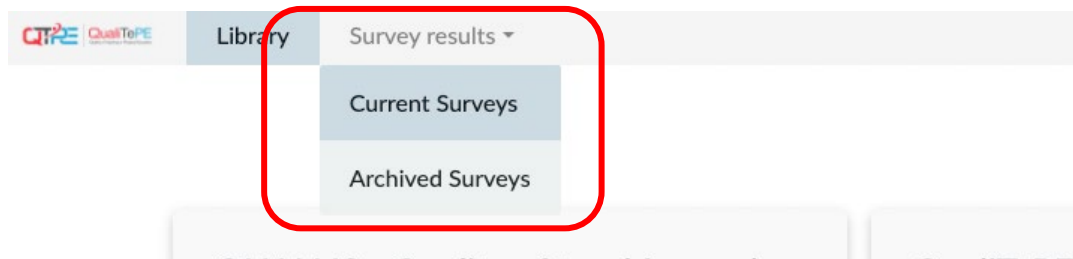 QualiTePE
Library
Survey results
Current Surveys
Archived Surveys